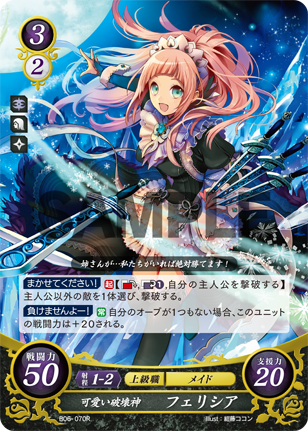 3
2
SAMPLE
姉さんが…私たちがいれば絶対勝てます！
まかせてください！ 起【、1、自分の主人公を撃破する】
主人公以外の敵を1体選び、撃破する。
負けませんよー！ 常 自分のオーブが1つもない場合、このユニット
の戦闘力は＋20される。
戦闘力
50
射程 1-2 上級職 メイド
支援力
20
可愛い破壊神 フェリシア
B06-070R
Illust：